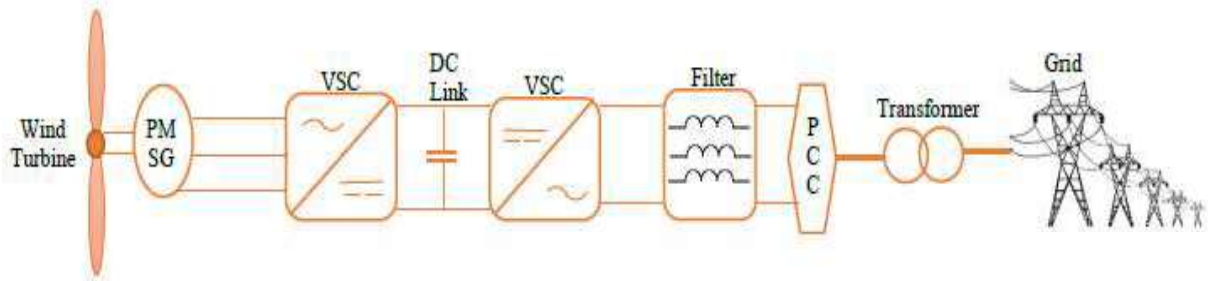 Wind
Turbine
PM
SG
VSC
DC
Link
VSC
Filter
P
C
C
Transformer
Grid